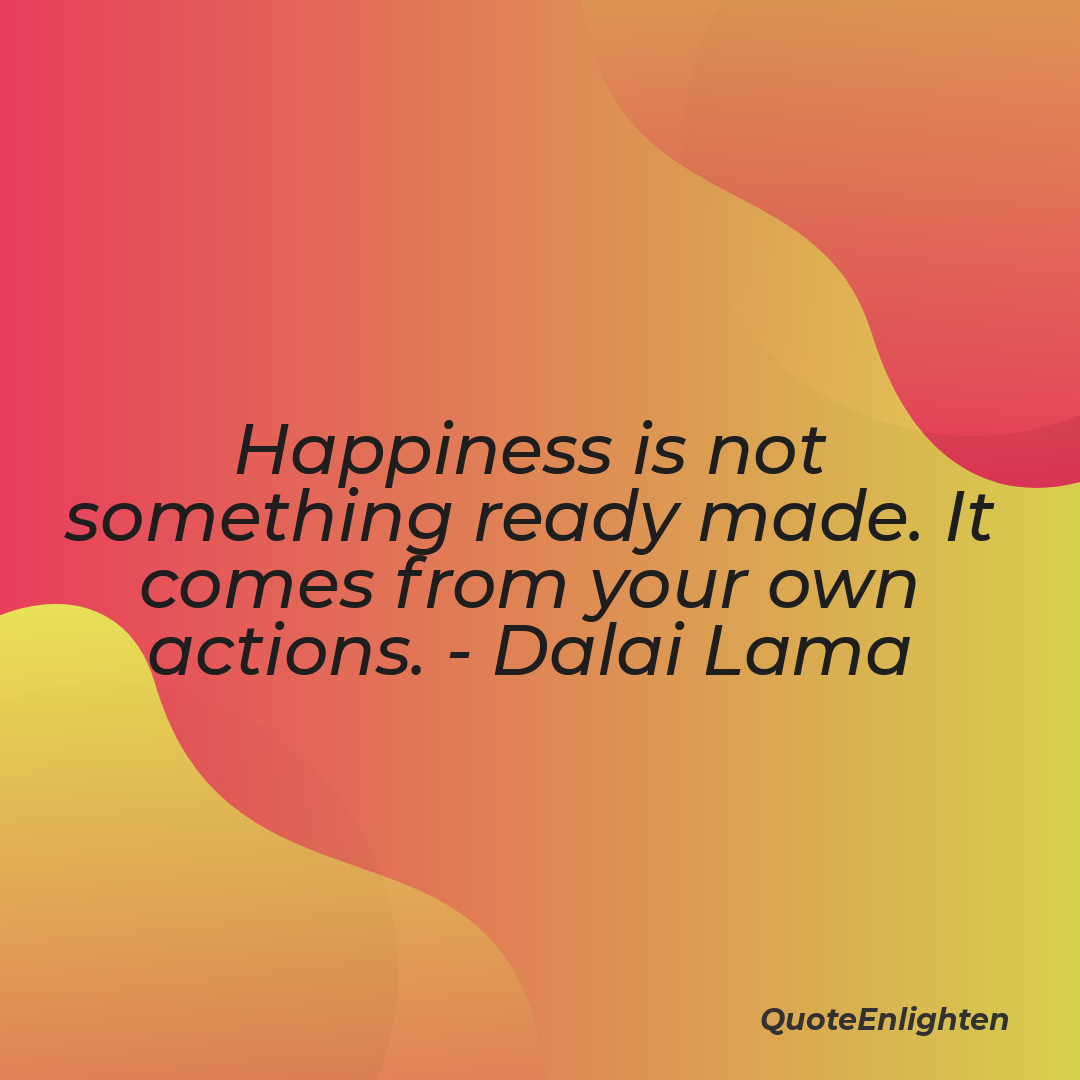 Happiness is not
something ready made. It
comes from your own
actions. - Dalai Lama
QuoteEnlighten